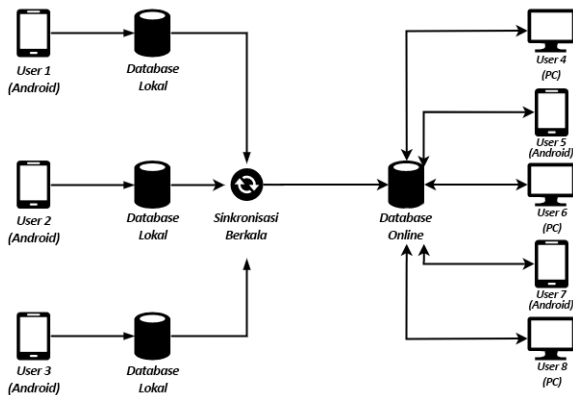 User 1
(Android)
Database
Lokal
User 4
(PC)
User 5
(Android)
User 2
(Android)
Database
Lokal
Sinkronisasi
Berkala
Database
Online
User 6
(PC)
User 7
(Android)
User 3
(Android)
Database
Lokal
User 8
(PC)